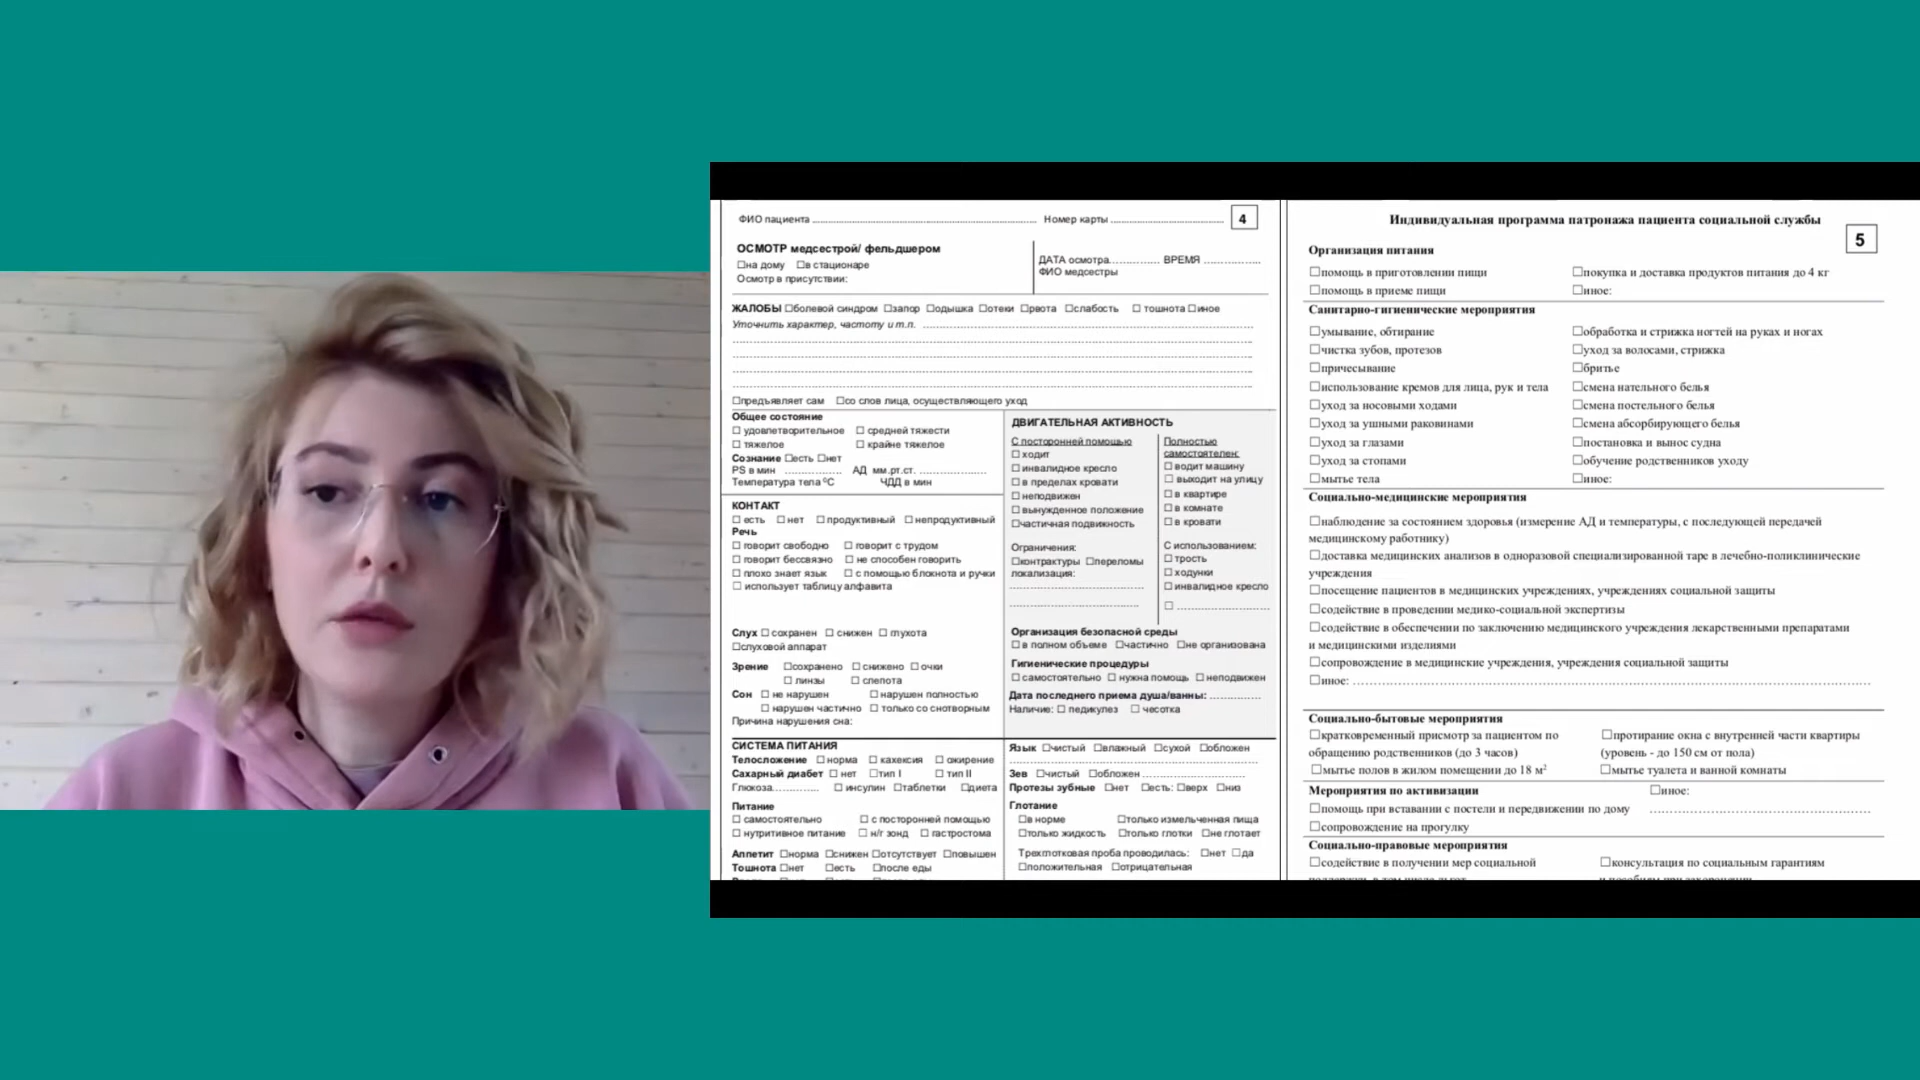 ФИО пациента Номер карты 4
ОСМОТР медсестрой/ фельдшером
☐на дому ☐в стационаре
Осмотр в присутствии:
ДАТА осмотра ВРЕМЯ
ФИО медсестры
ЖАЛОБЫ ☐болевой синдром ☐запор ☐одышка ☐отеки ☐рвота ☐слабость ☐ тошнота ☐иное
Уточнить характер, частоту и т.п.
☐предъявляет сам ☐со слов лица, осуществляющего уход
Общее состояние
☐ удовлетворительное ☐ средней тяжести
☐ тяжелое ☐ крайне тяжелое
Сознание ☐есть ☐нет
PS в мин АД мм.рт.ст.
Температура тела ºС ЧДД в мин
КОНТАКТ
☐ есть ☐ нет ☐ продуктивный ☐ непродуктивный
Речь
☐ говорит свободно ☐ говорит с трудом
☐ говорит бессвязно ☐ не способен говорить
☐ плохо знает язык ☐ с помощью блокнота и ручки
☐ использует таблицу алфавита
Слух ☐ сохранен ☐ снижен ☐ глухота
☐слуховой аппарат
Зрение ☐сохранено ☐ снижено ☐ очки
☐ линзы ☐ слепота
Сон ☐ не нарушен ☐ нарушен полностью
☐ нарушен частично ☐ только со снотворным
Причина нарушения сна:
ДВИГАТЕЛЬНАЯ АКТИВНОСТЬ
С посторонней помощью
☐ ходит
☐ инвалидное кресло
☐ в пределах кровати
☐ неподвижен
☐ вынужденное положение
☐частичная подвижность
Ограничения:
☐контрактуры ☐переломы
локализация:
Полностью
самостоятелен:
☐ водит машину
☐ выходит на улицу
☐ в квартире
☐ в комнате
☐ в кровати
С использованием:
☐ трость
☐ ходунки
☐ инвалидное кресло
☐
Организация безопасной среды
☐ в полном объеме ☐частично ☐не организована
Гигиенические процедуры
☐ самостоятельно ☐ нужна помощь ☐ неподвижен
Дата последнего приема душа/ванны:
Наличие: ☐ педикулез ☐ чесотка
СИСТЕМА ПИТАНИЯ
Телосложение ☐ норма ☐ кахексия ☐ ожирение
Сахарный диабет ☐ нет ☐тип I ☐ тип II
Глюкоза ☐ инсулин ☐таблетки ☐диета
Питание
☐ самостоятельно ☐ с посторонней помощью
☐ нутритивное питание ☐ н/г зонд ☐ гастростома
Аппетит ☐норма ☐снижен ☐отсутствует ☐повышен
Тошнота ☐нет ☐есть ☐после еды
Язык ☐чистый ☐влажный ☐сухой ☐обложен
Зев ☐чистый ☐обложен
Протезы зубные ☐нет ☐есть: ☐верх ☐низ
Глотание
☐в норме ☐только измельченная пища
☐только жидкость ☐только глотки ☐не глотает
Трехглотковая проба проводилась: ☐нет ☐да
☐положительная ☐отрицательная
Индивидуальная программа патронажа пациента социальной службы
5
Организация питания
☐помощь в приготовлении пищи ☐покупка и доставка продуктов питания до 4 кг
☐помощь в приеме пищи ☐иное:
Санитарно-гигиенические мероприятия
☐умывание, обтирание ☐обработка и стрижка ногтей на руках и ногах
☐чистка зубов, протезов ☐уход за волосами, стрижка
☐причесывание ☐бритье
☐использование кремов для лица, рук и тела ☐смена нательного белья
☐уход за носовыми ходами ☐смена постельного белья
☐уход за ушными раковинами ☐смена абсорбирующего белья
☐уход за глазами ☐постановка и вынос судна
☐уход за стопами ☐обучение родственников уходу
☐мытье тела ☐иное:
Социально-медицинские мероприятия
☐наблюдение за состоянием здоровья (измерение АД и температуры, с последующей передачей
медицинскому работнику)
☐доставка медицинских анализов в одноразовой специализированной таре в лечебно-поликлинические
учреждения
☐посещение пациентов в медицинских учреждениях, учреждениях социальной защиты
☐содействие в проведении медико-социальной экспертизы
☐содействие в обеспечении по заключению медицинского учреждения лекарственными препаратами
и медицинскими изделиями
☐сопровождение в медицинские учреждения, учреждения социальной защиты
☐иное:
Социально-бытовые мероприятия
☐кратковременный присмотр за пациентом по ☐протирание окна с внутренней части квартиры
обращению родственников (до 3 часов) (уровень - до 150 см от пола)
☐мытье полов в жилом помещении до 18 м² ☐мытье туалета и ванной комнаты
Мероприятия по активизации ☐иное:
☐помощь при вставании с постели и передвижении по дому
☐сопровождение на прогулку
Социально-правовые мероприятия
☐содействие в получении мер социальной ☐консультация по социальным гарантиям